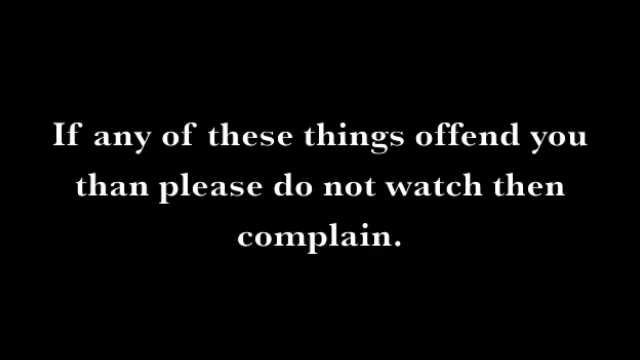 If any of these things offend you
than please do not watch then
complain.